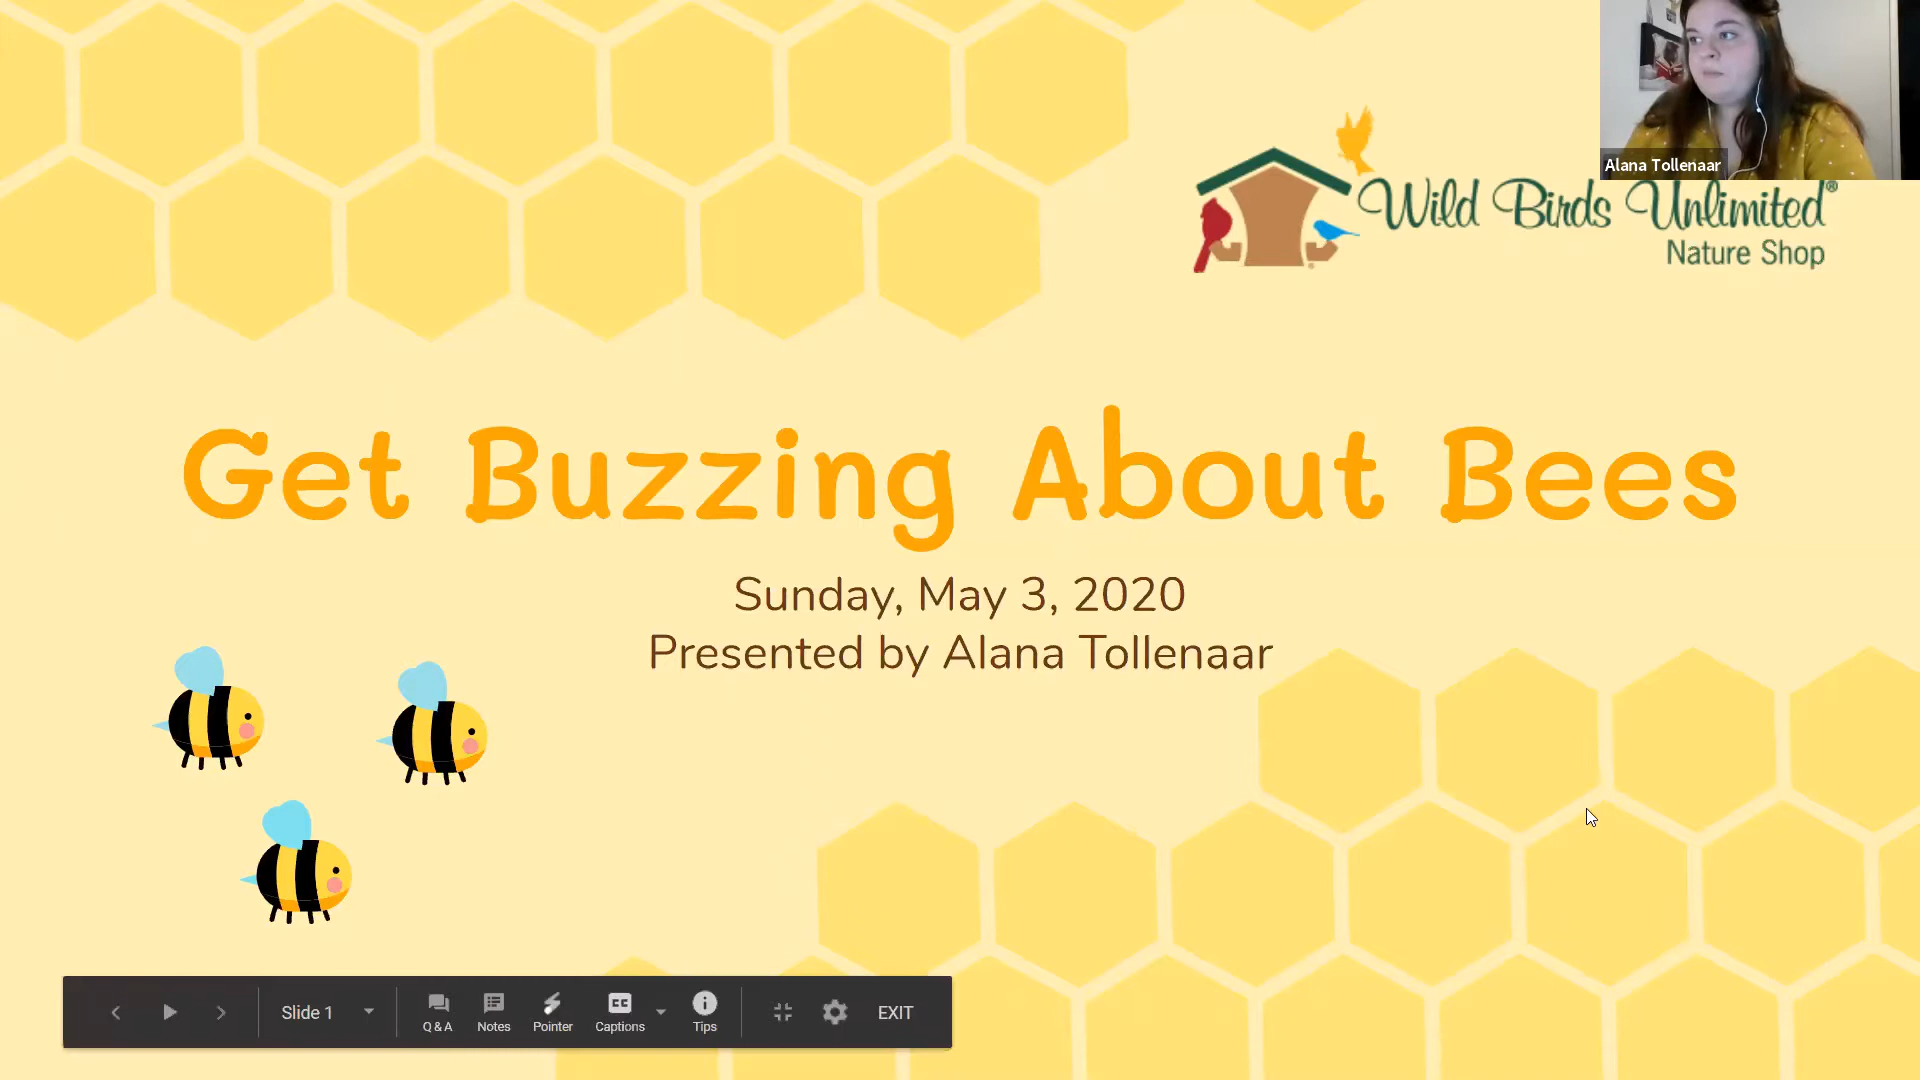 Alana Tollenaar
Wild Birds Unlimited®
Nature Shop
Get Buzzing About Bees
Sunday, May 3, 2020
Presented by Alana Tollenaar
Slide 1
Q & A
Notes
Pointer
CC
Captions
Tips
EXIT